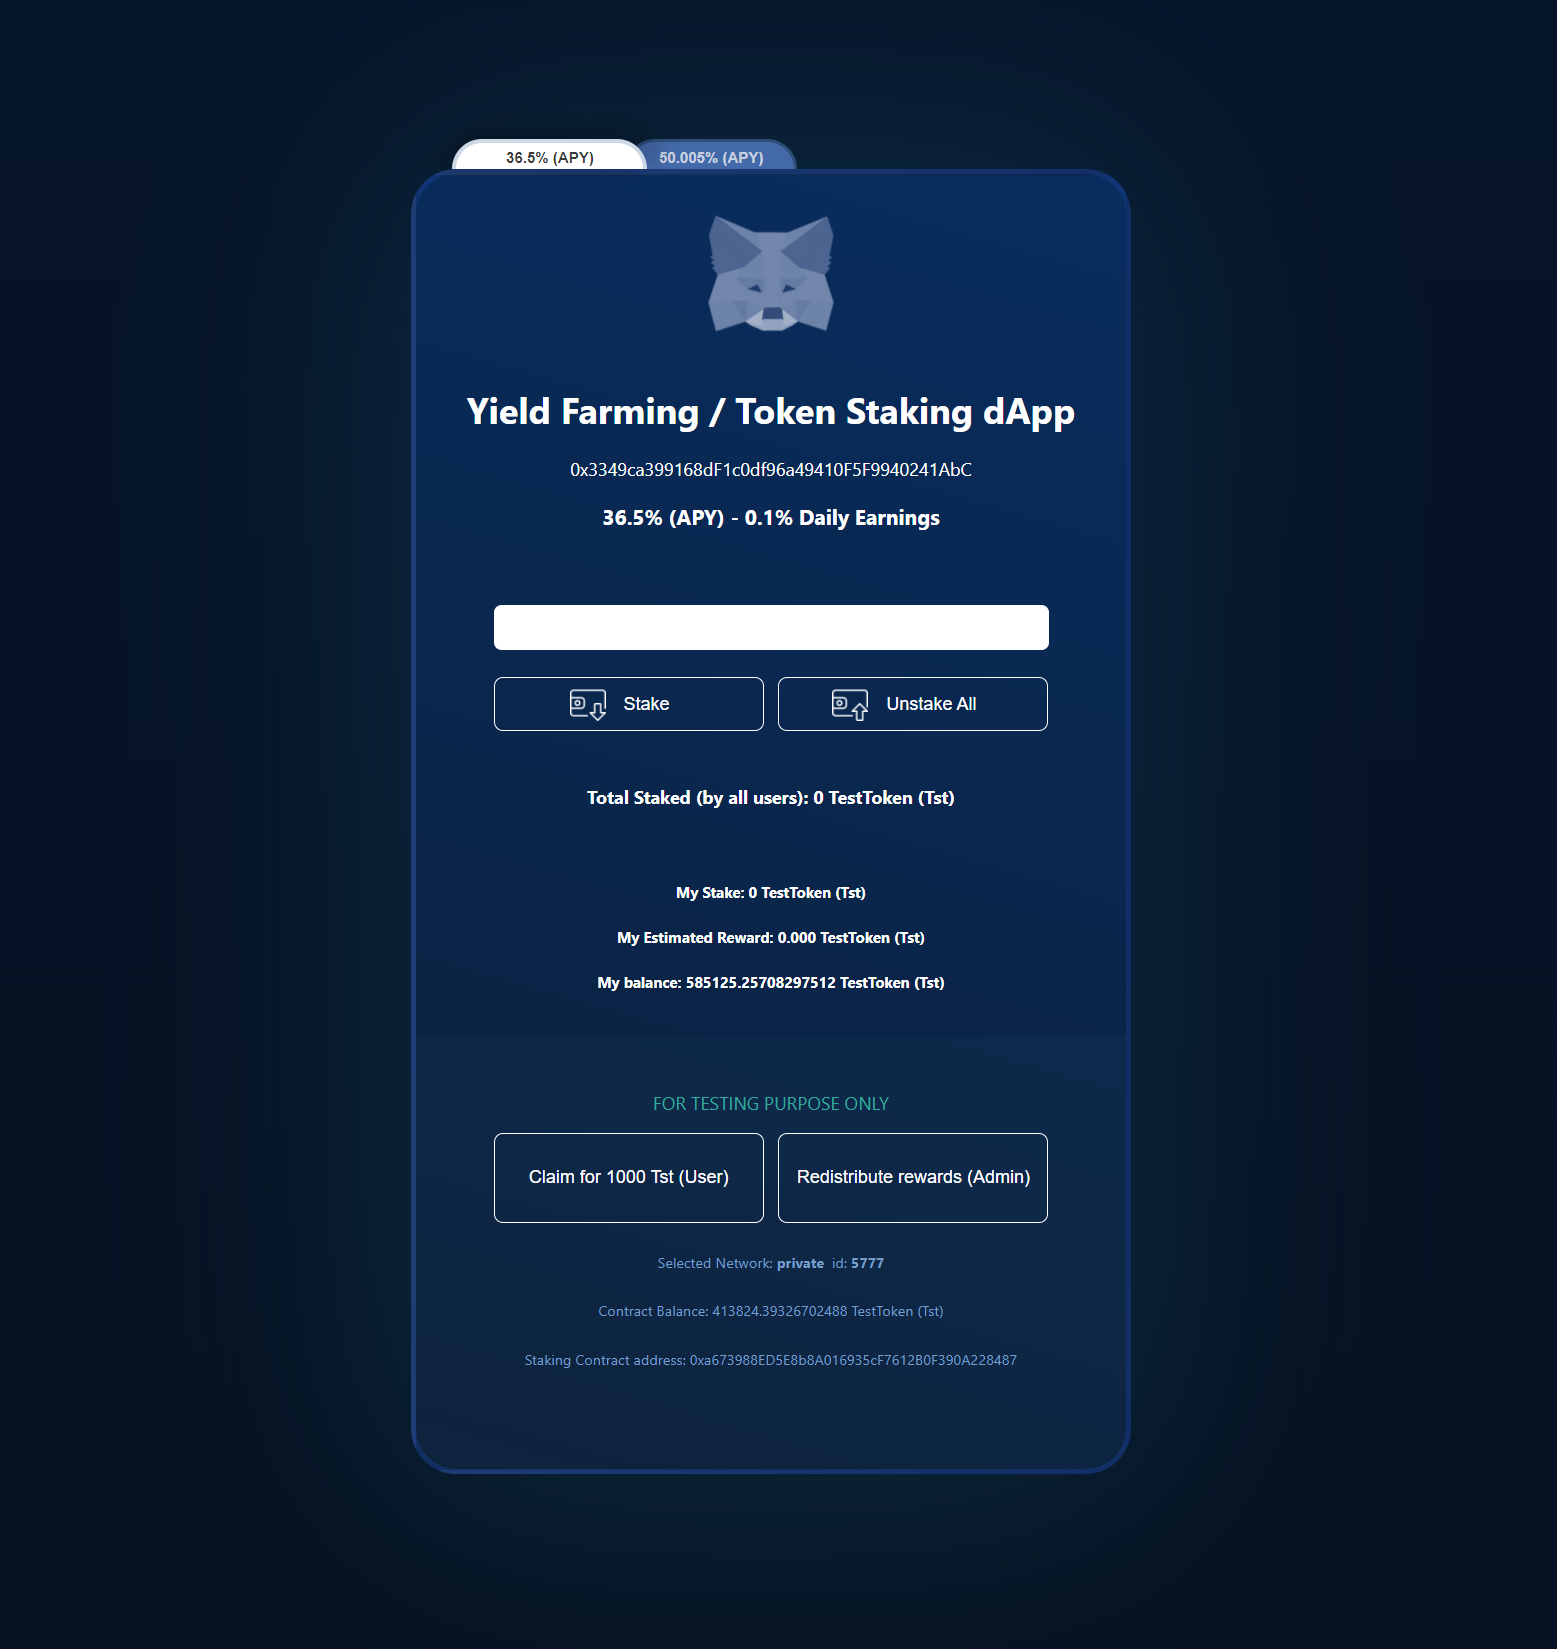 36.5% (APY) 50.005% (APY)
Yield Farming / Token Staking dApp
0x3349ca399168dF1c0df96a49410F5F9940241AbC
36.5% (APY) - 0.1% Daily Earnings
Stake Unstake All
Total Staked (by all users): 0 TestToken (Tst)
My Stake: 0 TestToken (Tst)
My Estimated Reward: 0.000 TestToken (Tst)
My balance: 585125.25708297512 TestToken (Tst)
FOR TESTING PURPOSE ONLY
Claim for 1000 Tst (User) Redistribute rewards (Admin)
Selected Network: private id: 5777
Contract Balance: 413824.39326702488 TestToken (Tst)
Staking Contract address: 0xa673988ED5E8b8A016935cF7612B0F390A228487